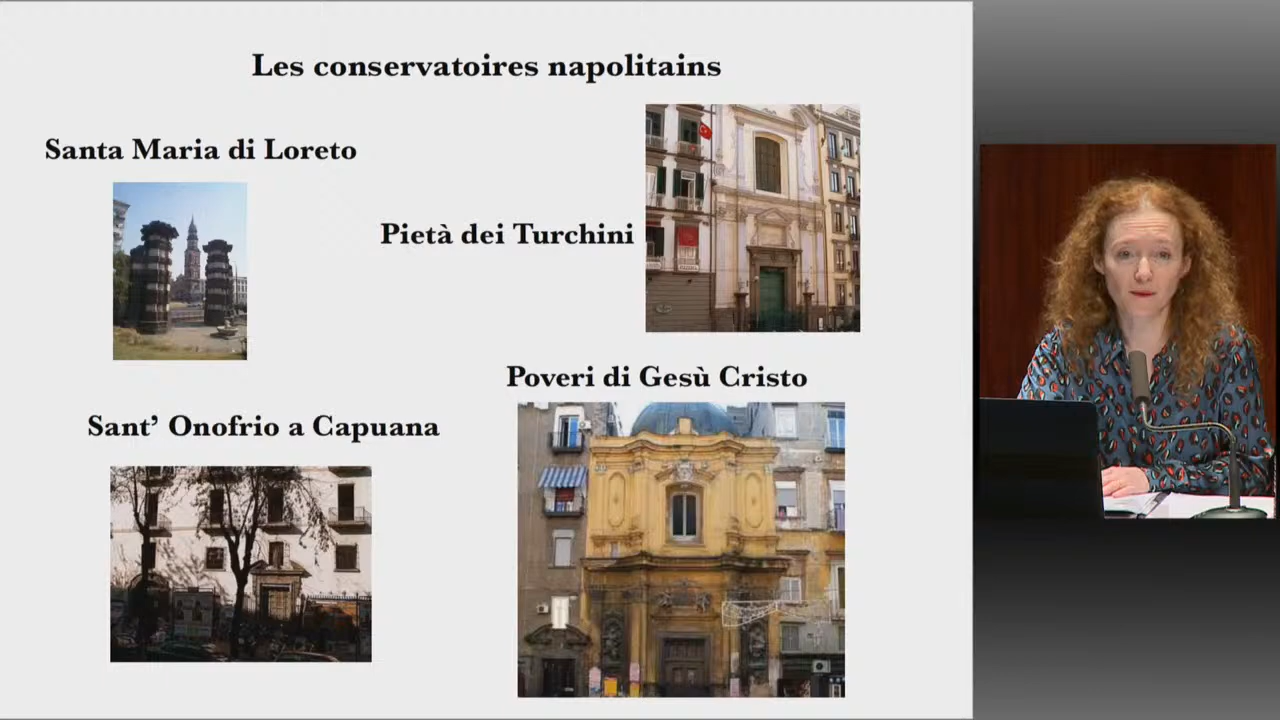 Les conservatoires napolitains
Santa Maria di Loreto
Pietà dei Turchini
Poveri di Gesù Cristo
Sant’ Onofrio a Capuana